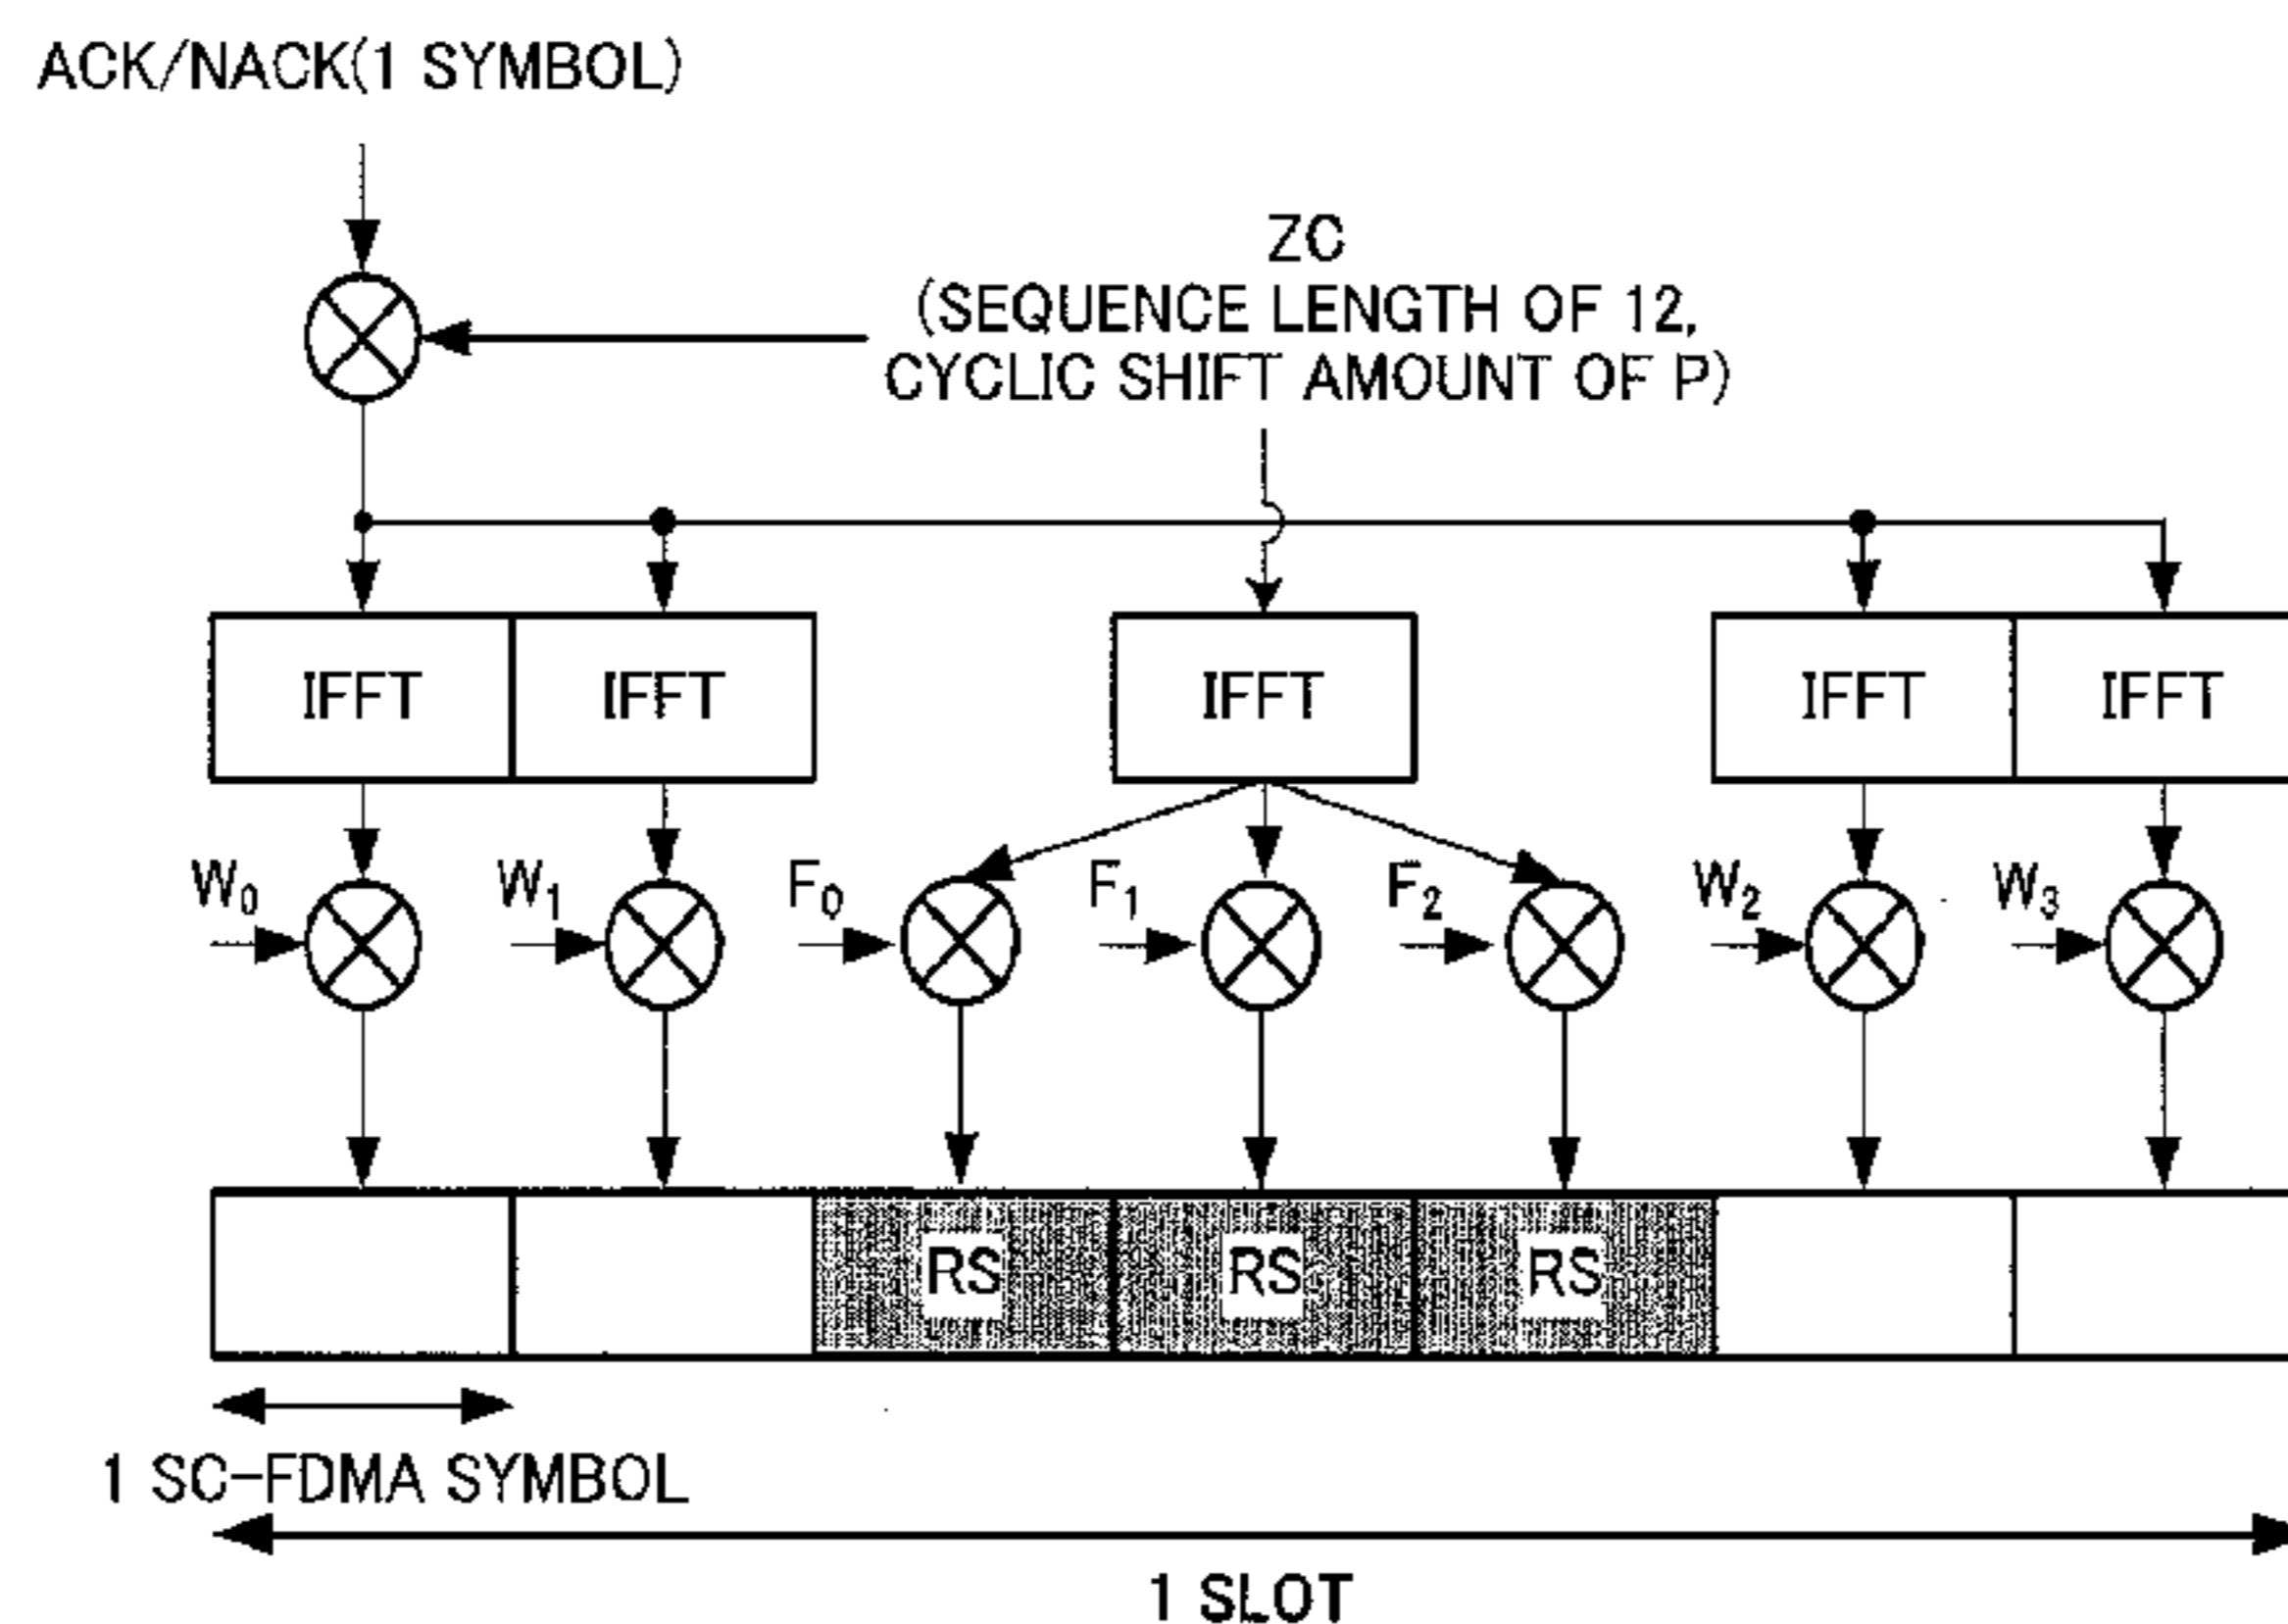 ACK/NACK(1 SYMBOL)
ZC
(SEQUENCE LENGTH OF 12,
CYCLIC SHIFT AMOUNT OF P)
IFFT IFFT IFFT IFFT IFFT
W₀ W₁ F₀ F₁ F₂ W₂ W₃
RS RS RS
1 SC-FDMA SYMBOL
1 SLOT